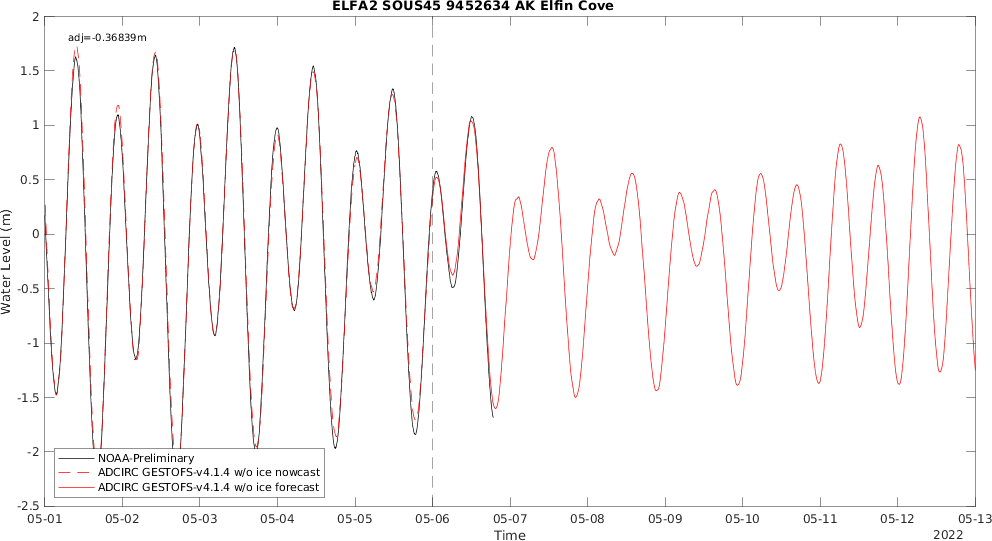 ELFA2 SOUS45 9452634 AK Elfin Cove
adj=-0.36839m
2
1.5
1
0.5
0
-0.5
-1
-1.5
-2
-2.5
Water Level (m)
NOAA-Preliminary
ADCIRC GESTOFS-v4.1.4 w/o ice nowcast
ADCIRC GESTOFS-v4.1.4 w/o ice forecast
05-01 05-02 05-03 05-04 05-05 05-06 05-07 05-08 05-09 05-10 05-11 05-12 05-13
Time
2022